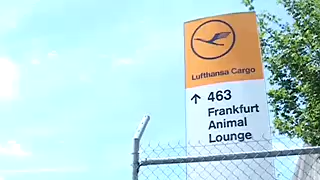 Lufthansa Cargo
↑ 463
Frankfurt
Animal
Lounge